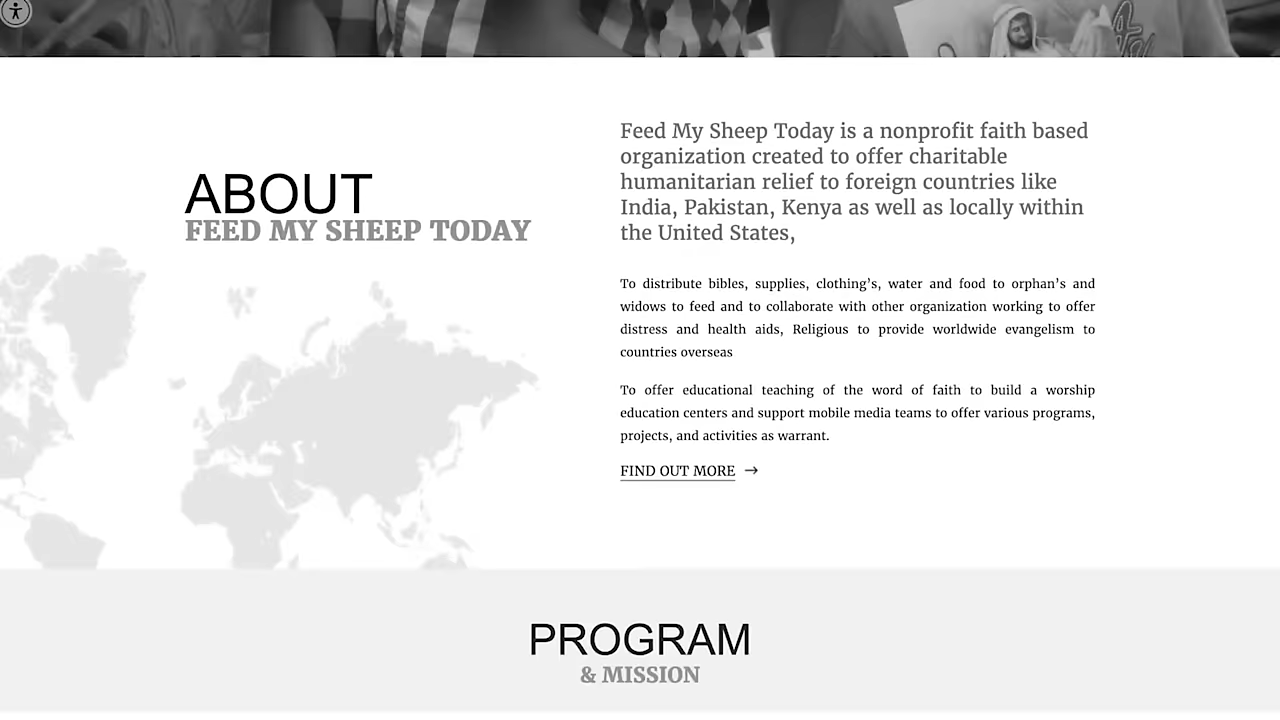 ABOUT
FEED MY SHEEP TODAY
Feed My Sheep Today is a nonprofit faith based
organization created to offer charitable
humanitarian relief to foreign countries like
India, Pakistan, Kenya as well as locally within
the United States,
To distribute bibles, supplies, clothing’s, water and food to orphan’s and
widows to feed and to collaborate with other organization working to offer
distress and health aids, Religious to provide worldwide evangelism to
countries overseas
To offer educational teaching of the word of faith to build a worship
education centers and support mobile media teams to offer various programs,
projects, and activities as warrant.
FIND OUT MORE →
PROGRAM
& MISSION